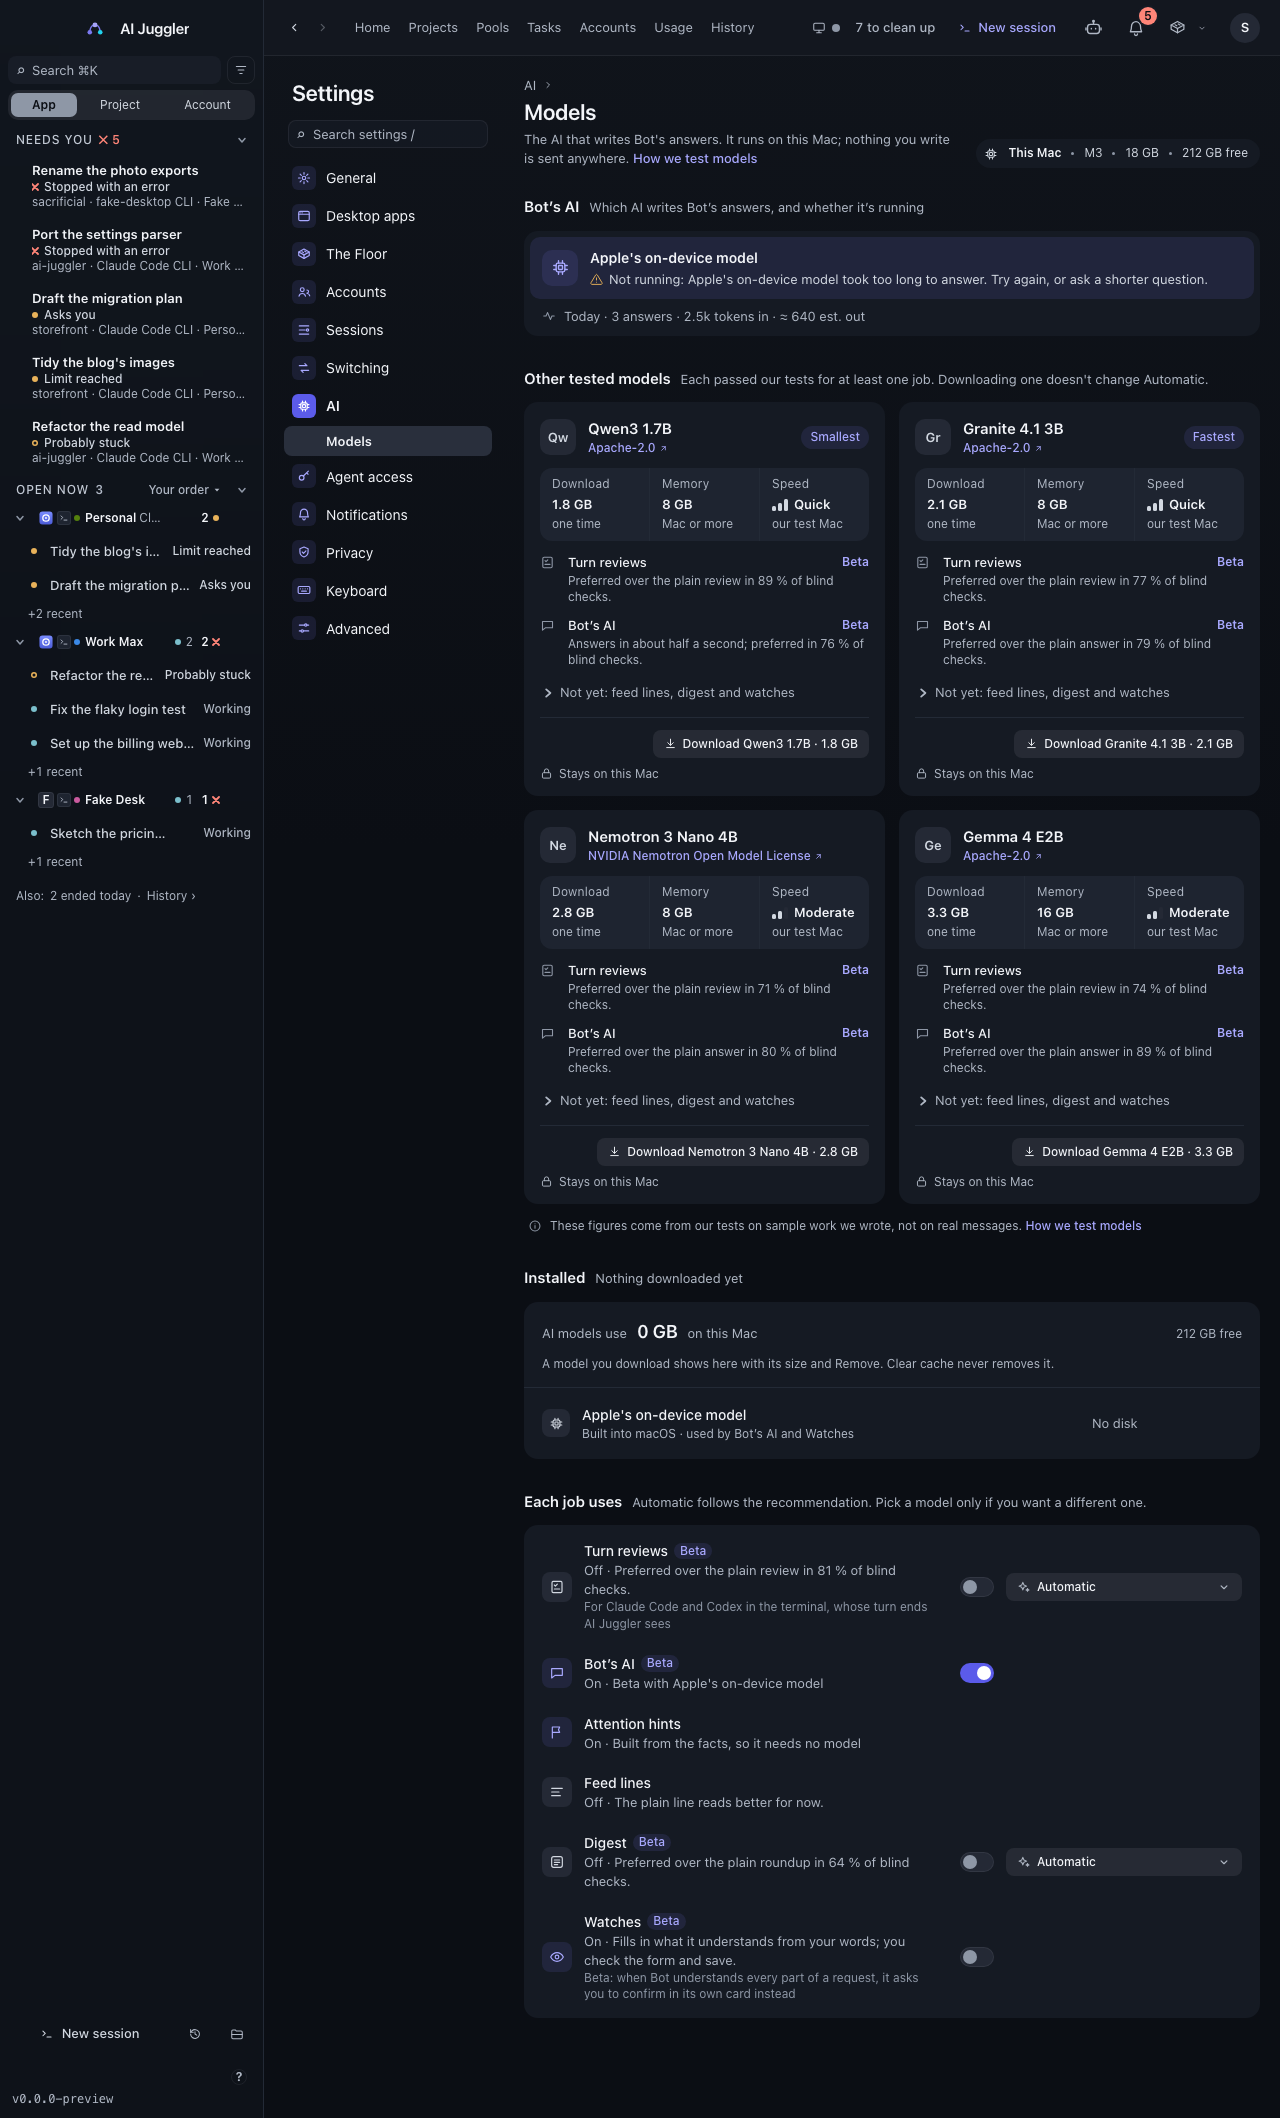 AI Juggler
Search ⌘K
App Project Account
NEEDS YOU 5
Rename the photo exports
Stopped with an error
sacrificial · fake-desktop CLI · Fake ...
Port the settings parser
Stopped with an error
ai-juggler · Claude Code CLI · Work ...
Draft the migration plan
Asks you
storefront · Claude Code CLI · Perso...
Tidy the blog's images
Limit reached
storefront · Claude Code CLI · Perso...
Refactor the read model
Probably stuck
ai-juggler · Claude Code CLI · Work ...
OPEN NOW 3 Your order
Personal Cl... 2
Tidy the blog's i... Limit reached
Draft the migration p... Asks you
+2 recent
Work Max 2 2
Refactor the re... Probably stuck
Fix the flaky login test Working
Set up the billing web... Working
+1 recent
F Fake Desk 1 1
Sketch the pricin... Working
+1 recent
Also: 2 ended today · History ›
New session
?
v0.0.0-preview
Home Projects Pools Tasks Accounts Usage History
7 to clean up New session 5 S
Settings
Search settings /
General
Desktop apps
The Floor
Accounts
Sessions
Switching
AI
Models
Agent access
Notifications
Privacy
Keyboard
Advanced
AI ›
Models
The AI that writes Bot's answers. It runs on this Mac; nothing you write
is sent anywhere. How we test models
This Mac • M3 • 18 GB • 212 GB free
Bot’s AI Which AI writes Bot’s answers, and whether it’s running
Apple's on-device model
Not running: Apple's on-device model took too long to answer. Try again, or ask a shorter question.
Today · 3 answers · 2.5k tokens in · ≈ 640 est. out
Other tested models Each passed our tests for at least one job. Downloading one doesn't change Automatic.
Qw Qwen3 1.7B
Apache-2.0 ↗
Smallest
Download Memory Speed
1.8 GB 8 GB Quick
one time Mac or more our test Mac
Turn reviews Beta
Preferred over the plain review in 89 % of blind
checks.
Bot’s AI Beta
Answers in about half a second; preferred in 76 % of
blind checks.
Not yet: feed lines, digest and watches
Download Qwen3 1.7B · 1.8 GB
Stays on this Mac
Gr Granite 4.1 3B
Apache-2.0 ↗
Fastest
Download Memory Speed
2.1 GB 8 GB Quick
one time Mac or more our test Mac
Turn reviews Beta
Preferred over the plain review in 77 % of blind
checks.
Bot’s AI Beta
Preferred over the plain answer in 79 % of blind
checks.
Not yet: feed lines, digest and watches
Download Granite 4.1 3B · 2.1 GB
Stays on this Mac
Ne Nemotron 3 Nano 4B
NVIDIA Nemotron Open Model License ↗
Download Memory Speed
2.8 GB 8 GB Moderate
one time Mac or more our test Mac
Turn reviews Beta
Preferred over the plain review in 71 % of blind
checks.
Bot’s AI Beta
Preferred over the plain answer in 80 % of blind
checks.
Not yet: feed lines, digest and watches
Download Nemotron 3 Nano 4B · 2.8 GB
Stays on this Mac
Ge Gemma 4 E2B
Apache-2.0 ↗
Download Memory Speed
3.3 GB 16 GB Moderate
one time Mac or more our test Mac
Turn reviews Beta
Preferred over the plain review in 74 % of blind
checks.
Bot’s AI Beta
Preferred over the plain answer in 89 % of blind
checks.
Not yet: feed lines, digest and watches
Download Gemma 4 E2B · 3.3 GB
Stays on this Mac
These figures come from our tests on sample work we wrote, not on real messages. How we test models
Installed Nothing downloaded yet
AI models use 0 GB on this Mac 212 GB free
A model you download shows here with its size and Remove. Clear cache never removes it.
Apple's on-device model
Built into macOS · used by Bot’s AI and Watches
No disk
Each job uses Automatic follows the recommendation. Pick a model only if you want a different one.
Turn reviews Beta
Off · Preferred over the plain review in 81 % of blind
checks.
For Claude Code and Codex in the terminal, whose turn ends
AI Juggler sees
Automatic
Bot’s AI Beta
On · Beta with Apple's on-device model
Attention hints
On · Built from the facts, so it needs no model
Feed lines
Off · The plain line reads better for now.
Digest Beta
Off · Preferred over the plain roundup in 64 % of blind
checks.
Automatic
Watches Beta
On · Fills in what it understands from your words; you
check the form and save.
Beta: when Bot understands every part of a request, it asks
you to confirm in its own card instead